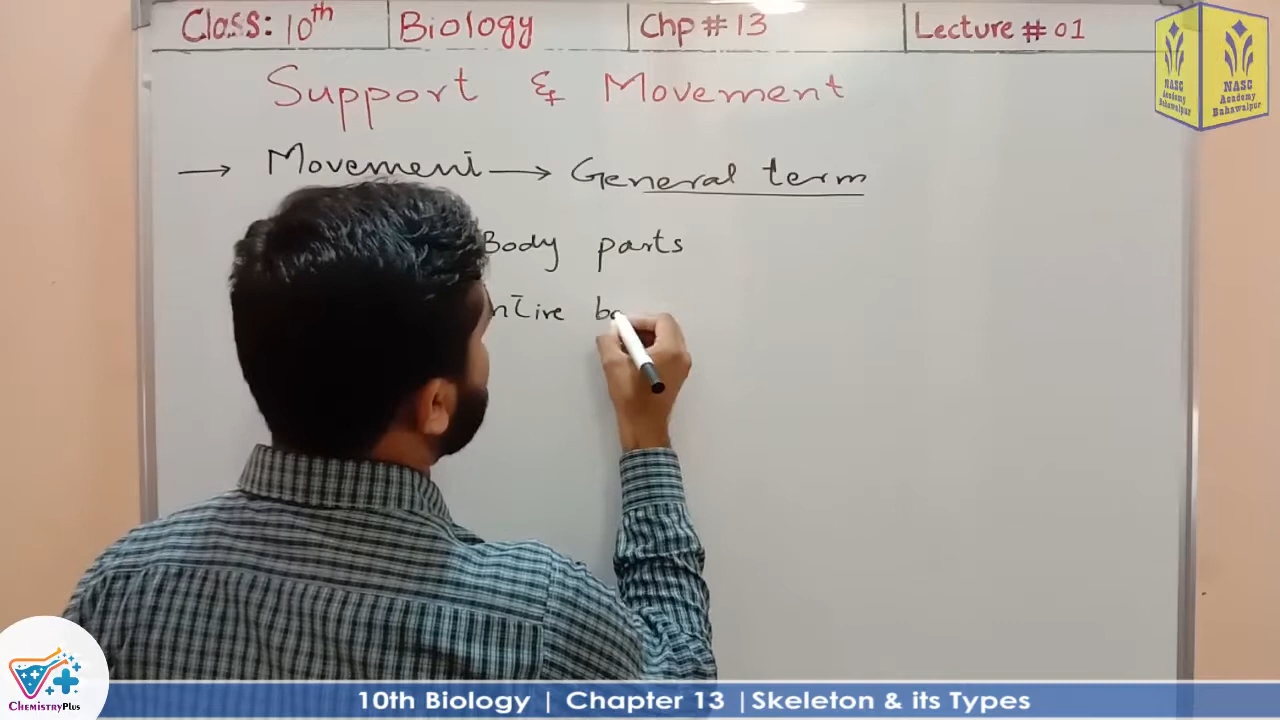 Class: 10th Biology Chp # 13 Lecture # 01
Support & Movement
→ Movement → General term
Body parts
ntire bo
NASC Academy Bahawalpur
NASC Academy Bahawalpur
ChemistryPlus
10th Biology | Chapter 13 |Skeleton & its Types